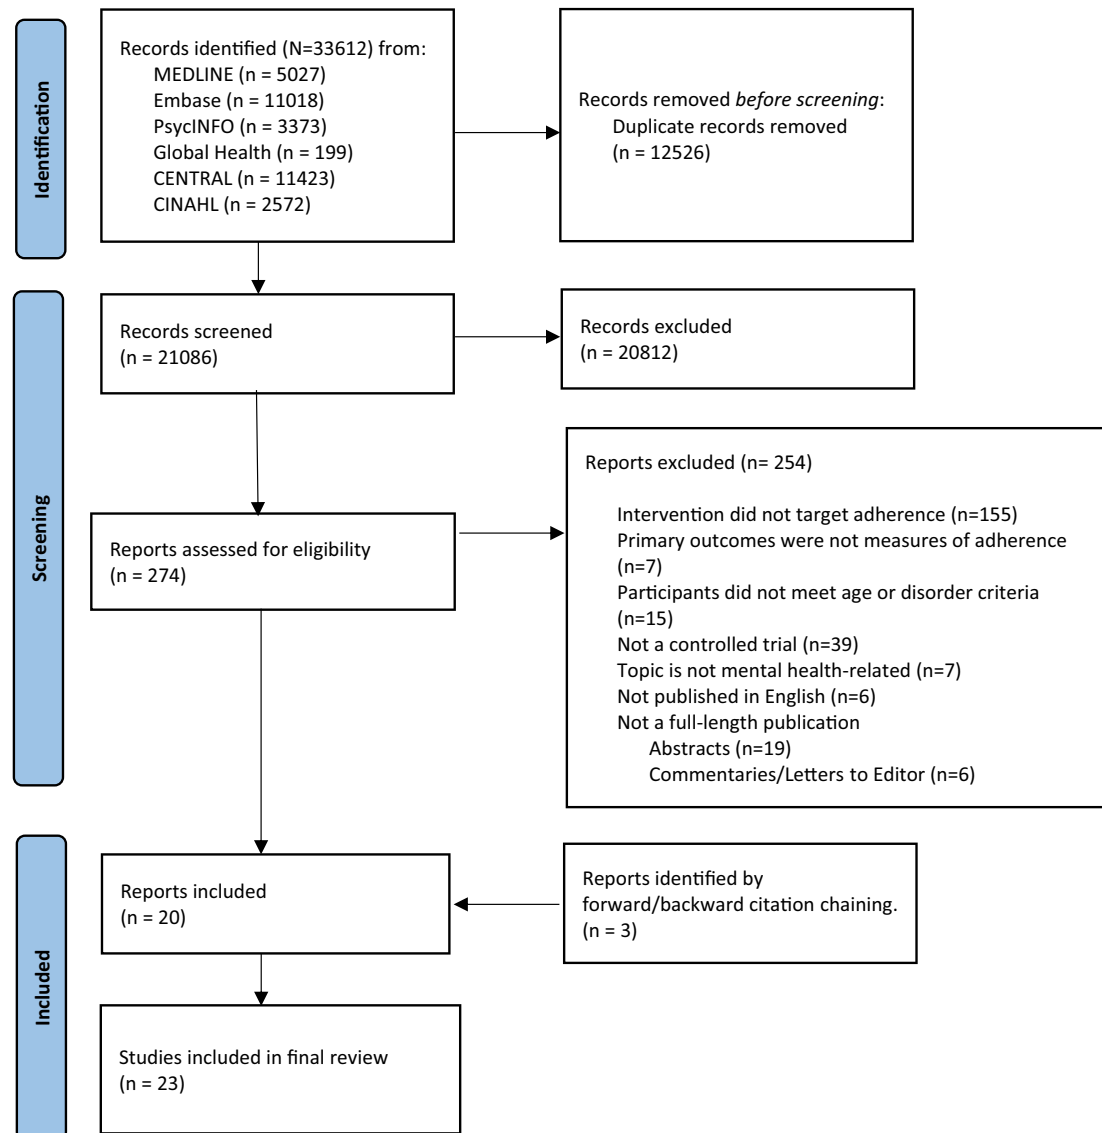 Identification
Records identified (N=33612) from:
MEDLINE (n = 5027)
Embase (n = 11018)
PsycINFO (n = 3373)
Global Health (n = 199)
CENTRAL (n = 11423)
CINAHL (n = 2572)
Records removed before screening:
Duplicate records removed
(n = 12526)
Screening
Records screened
(n = 21086)
Records excluded
(n = 20812)
Reports assessed for eligibility
(n = 274)
Reports excluded (n= 254)
Intervention did not target adherence (n=155)
Primary outcomes were not measures of adherence
(n=7)
Participants did not meet age or disorder criteria
(n=15)
Not a controlled trial (n=39)
Topic is not mental health-related (n=7)
Not published in English (n=6)
Not a full-length publication
Abstracts (n=19)
Commentaries/Letters to Editor (n=6)
Included
Reports included
(n = 20)
Reports identified by
forward/backward citation chaining.
(n = 3)
Studies included in final review
(n = 23)